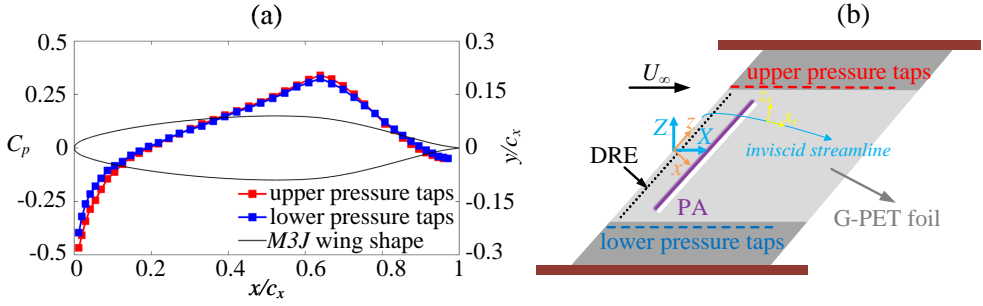 (a)
0.5
0.25
0
-0.25
-0.5
C_p
0.3
0.15
0
-0.15
-0.3
y/c_x
upper pressure taps
lower pressure taps
M3J wing shape
0 0.2 0.4 0.6 0.8 1
x/c_x
(b)
U_∞
upper pressure taps
Z
X
z
x
DRE
inviscid streamline
PA
G-PET foil
lower pressure taps